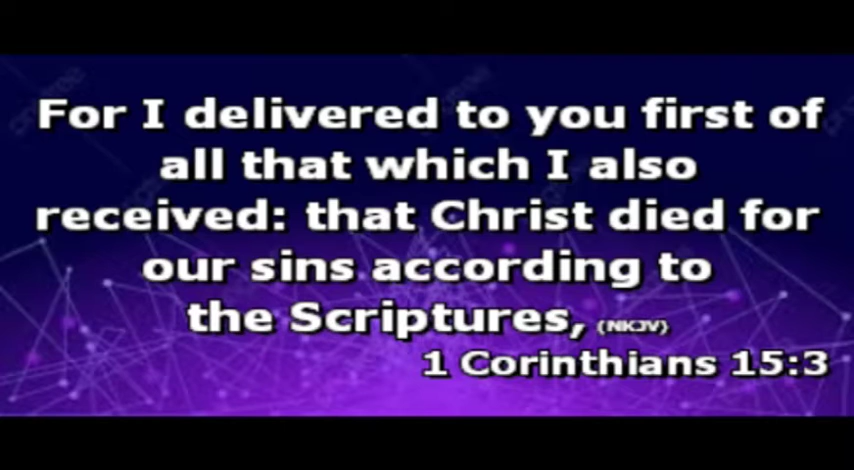 For I delivered to you first of
all that which I also
received: that Christ died for
our sins according to
the Scriptures, (NKJV)
1 Corinthians 15:3